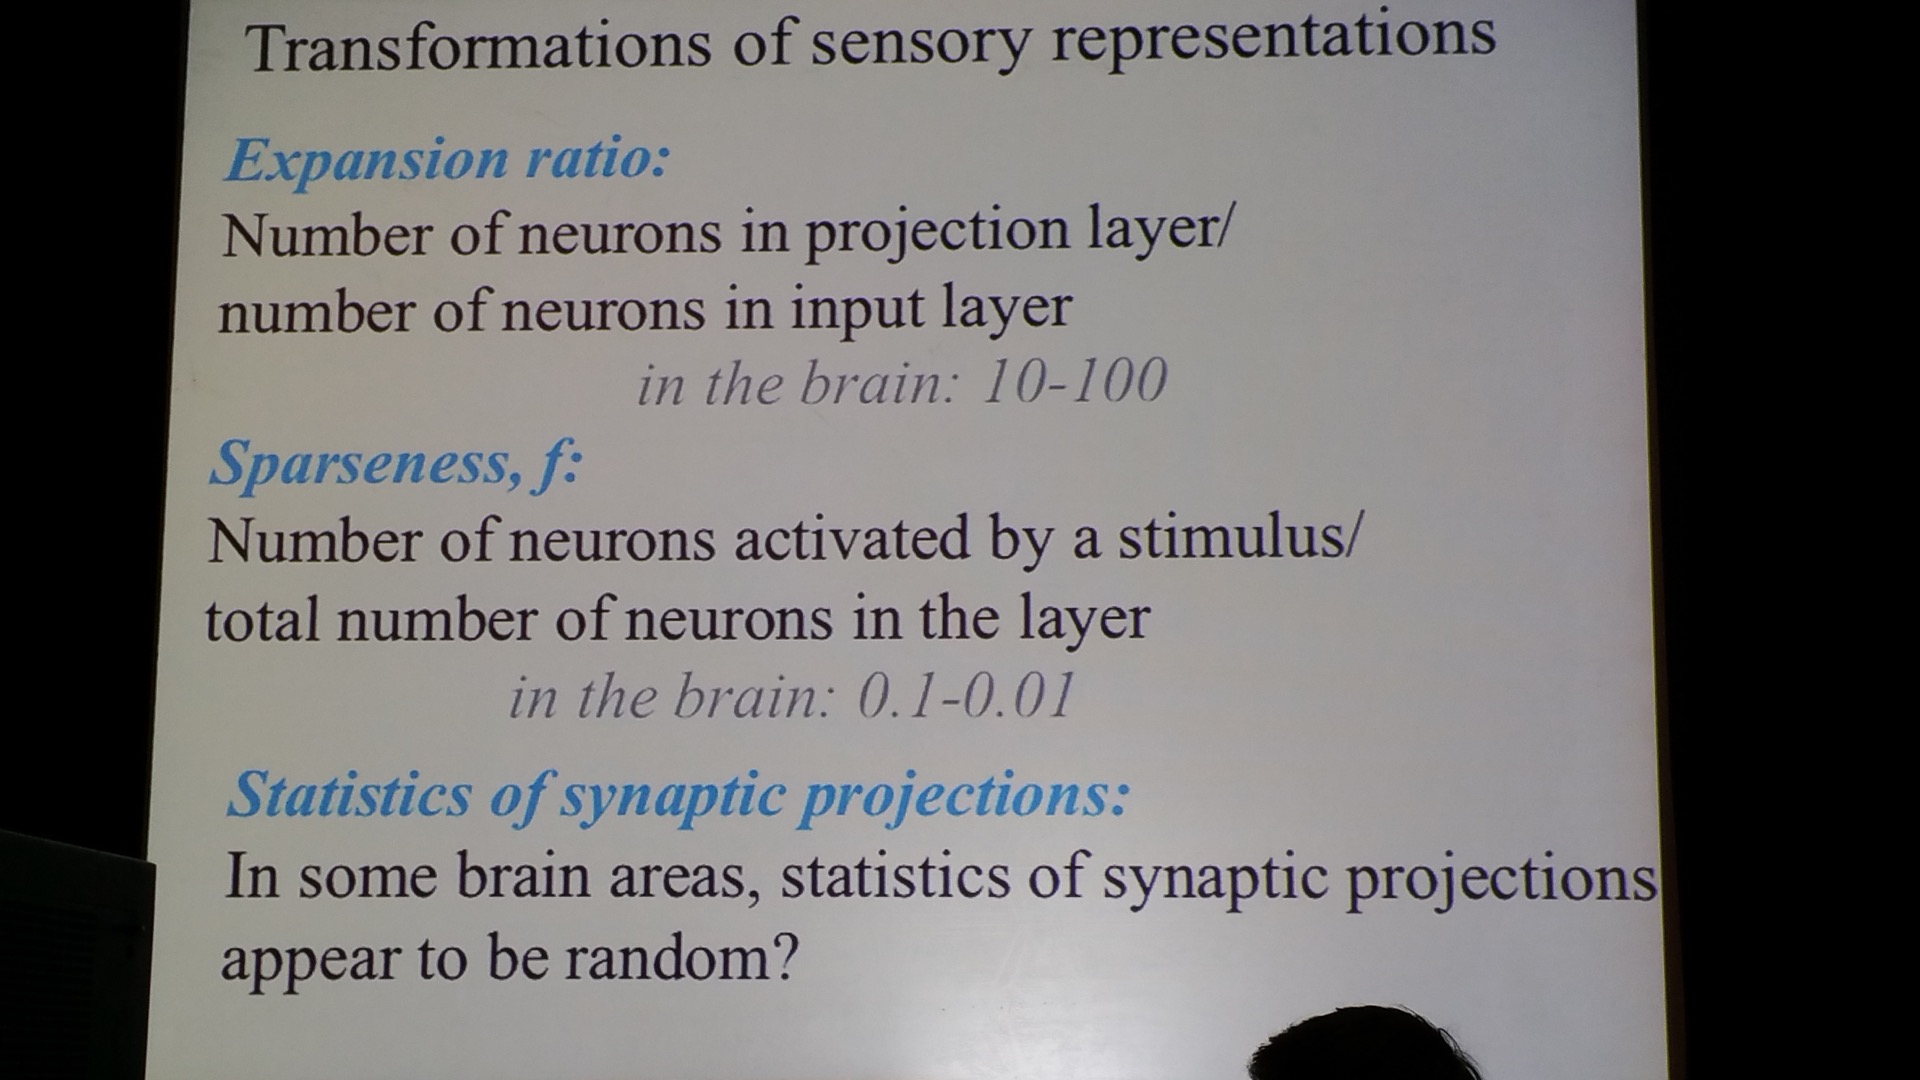 Transformations of sensory representations
Expansion ratio:
Number of neurons in projection layer/
number of neurons in input layer
in the brain: 10-100
Sparseness, f:
Number of neurons activated by a stimulus/
total number of neurons in the layer
in the brain: 0.1-0.01
Statistics of synaptic projections:
In some brain areas, statistics of synaptic projections
appear to be random?